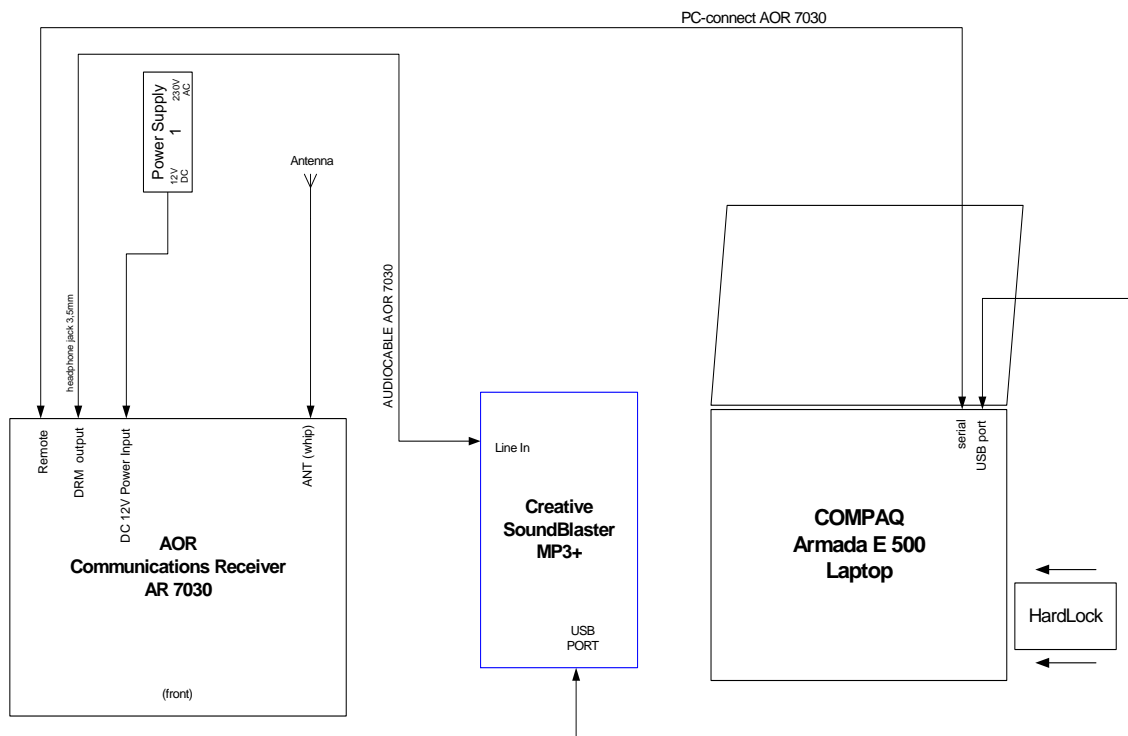 PC-connect AOR 7030
Power Supply
1
230V
AC
12V
DC
Antenna
headphone jack 3,5mm
AUDIOCABLE AOR 7030
Remote
DRM output
DC 12V Power Input
ANT (whip)
AOR
Communications Receiver
AR 7030
(front)
Line In
Creative
SoundBlaster
MP3+
USB
PORT
serial
USB port
COMPAQ
Armada E 500
Laptop
HardLock